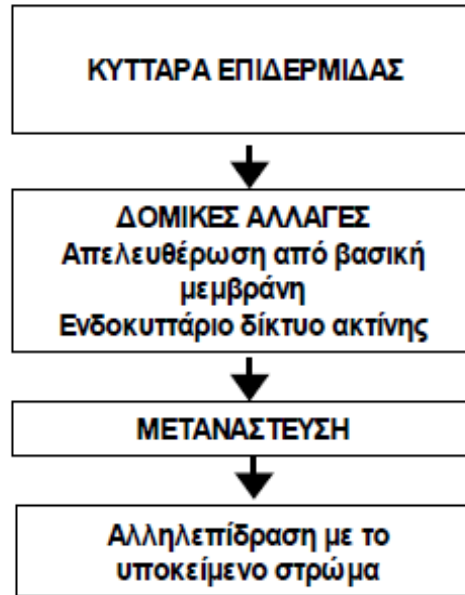 ΚΥΤΤΑΡΑ ΕΠΙΔΕΡΜΙΔΑΣ
ΔΟΜΙΚΕΣ ΑΛΛΑΓΕΣ
Απελευθέρωση από βασική
μεμβράνη
Ενδοκυττάριο δίκτυο ακτίνης
ΜΕΤΑΝΑΣΤΕΥΣΗ
Αλληλεπίδραση με το
υποκείμενο στρώμα